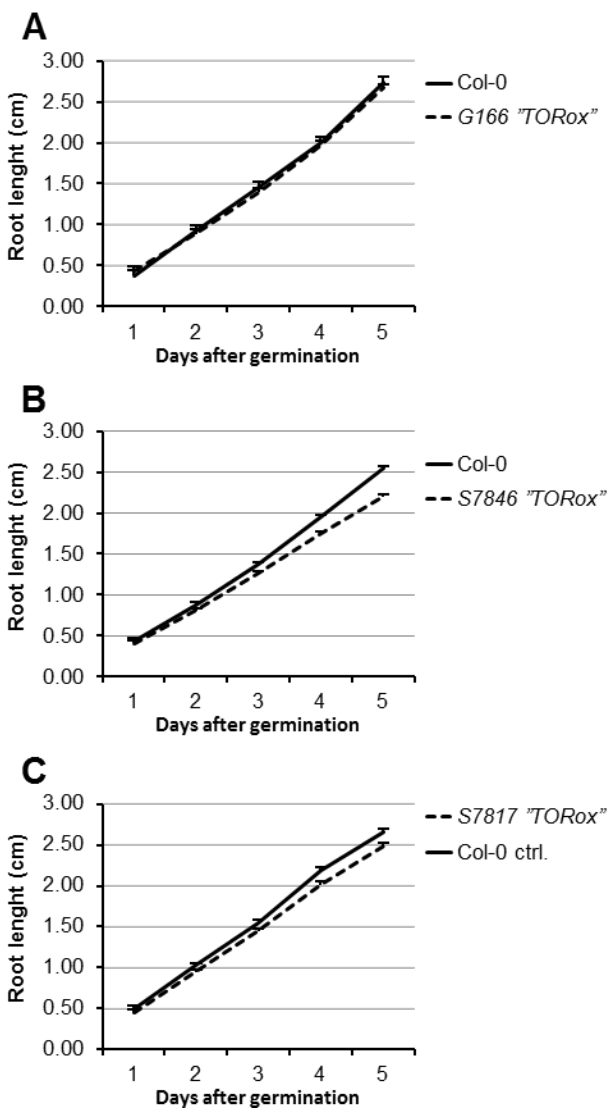 A
3.00
2.50
2.00
1.50
1.00
0.50
0.00
Root lenght (cm)
1 2 3 4 5
Days after germination
Col-0
G166 ”TORox”
B
3.00
2.50
2.00
1.50
1.00
0.50
0.00
Root lenght (cm)
1 2 3 4 5
Days after germination
Col-0
S7846 ”TORox”
C
3.00
2.50
2.00
1.50
1.00
0.50
0.00
Root lenght (cm)
1 2 3 4 5
Days after germination
S7817 ”TORox”
Col-0 ctrl.